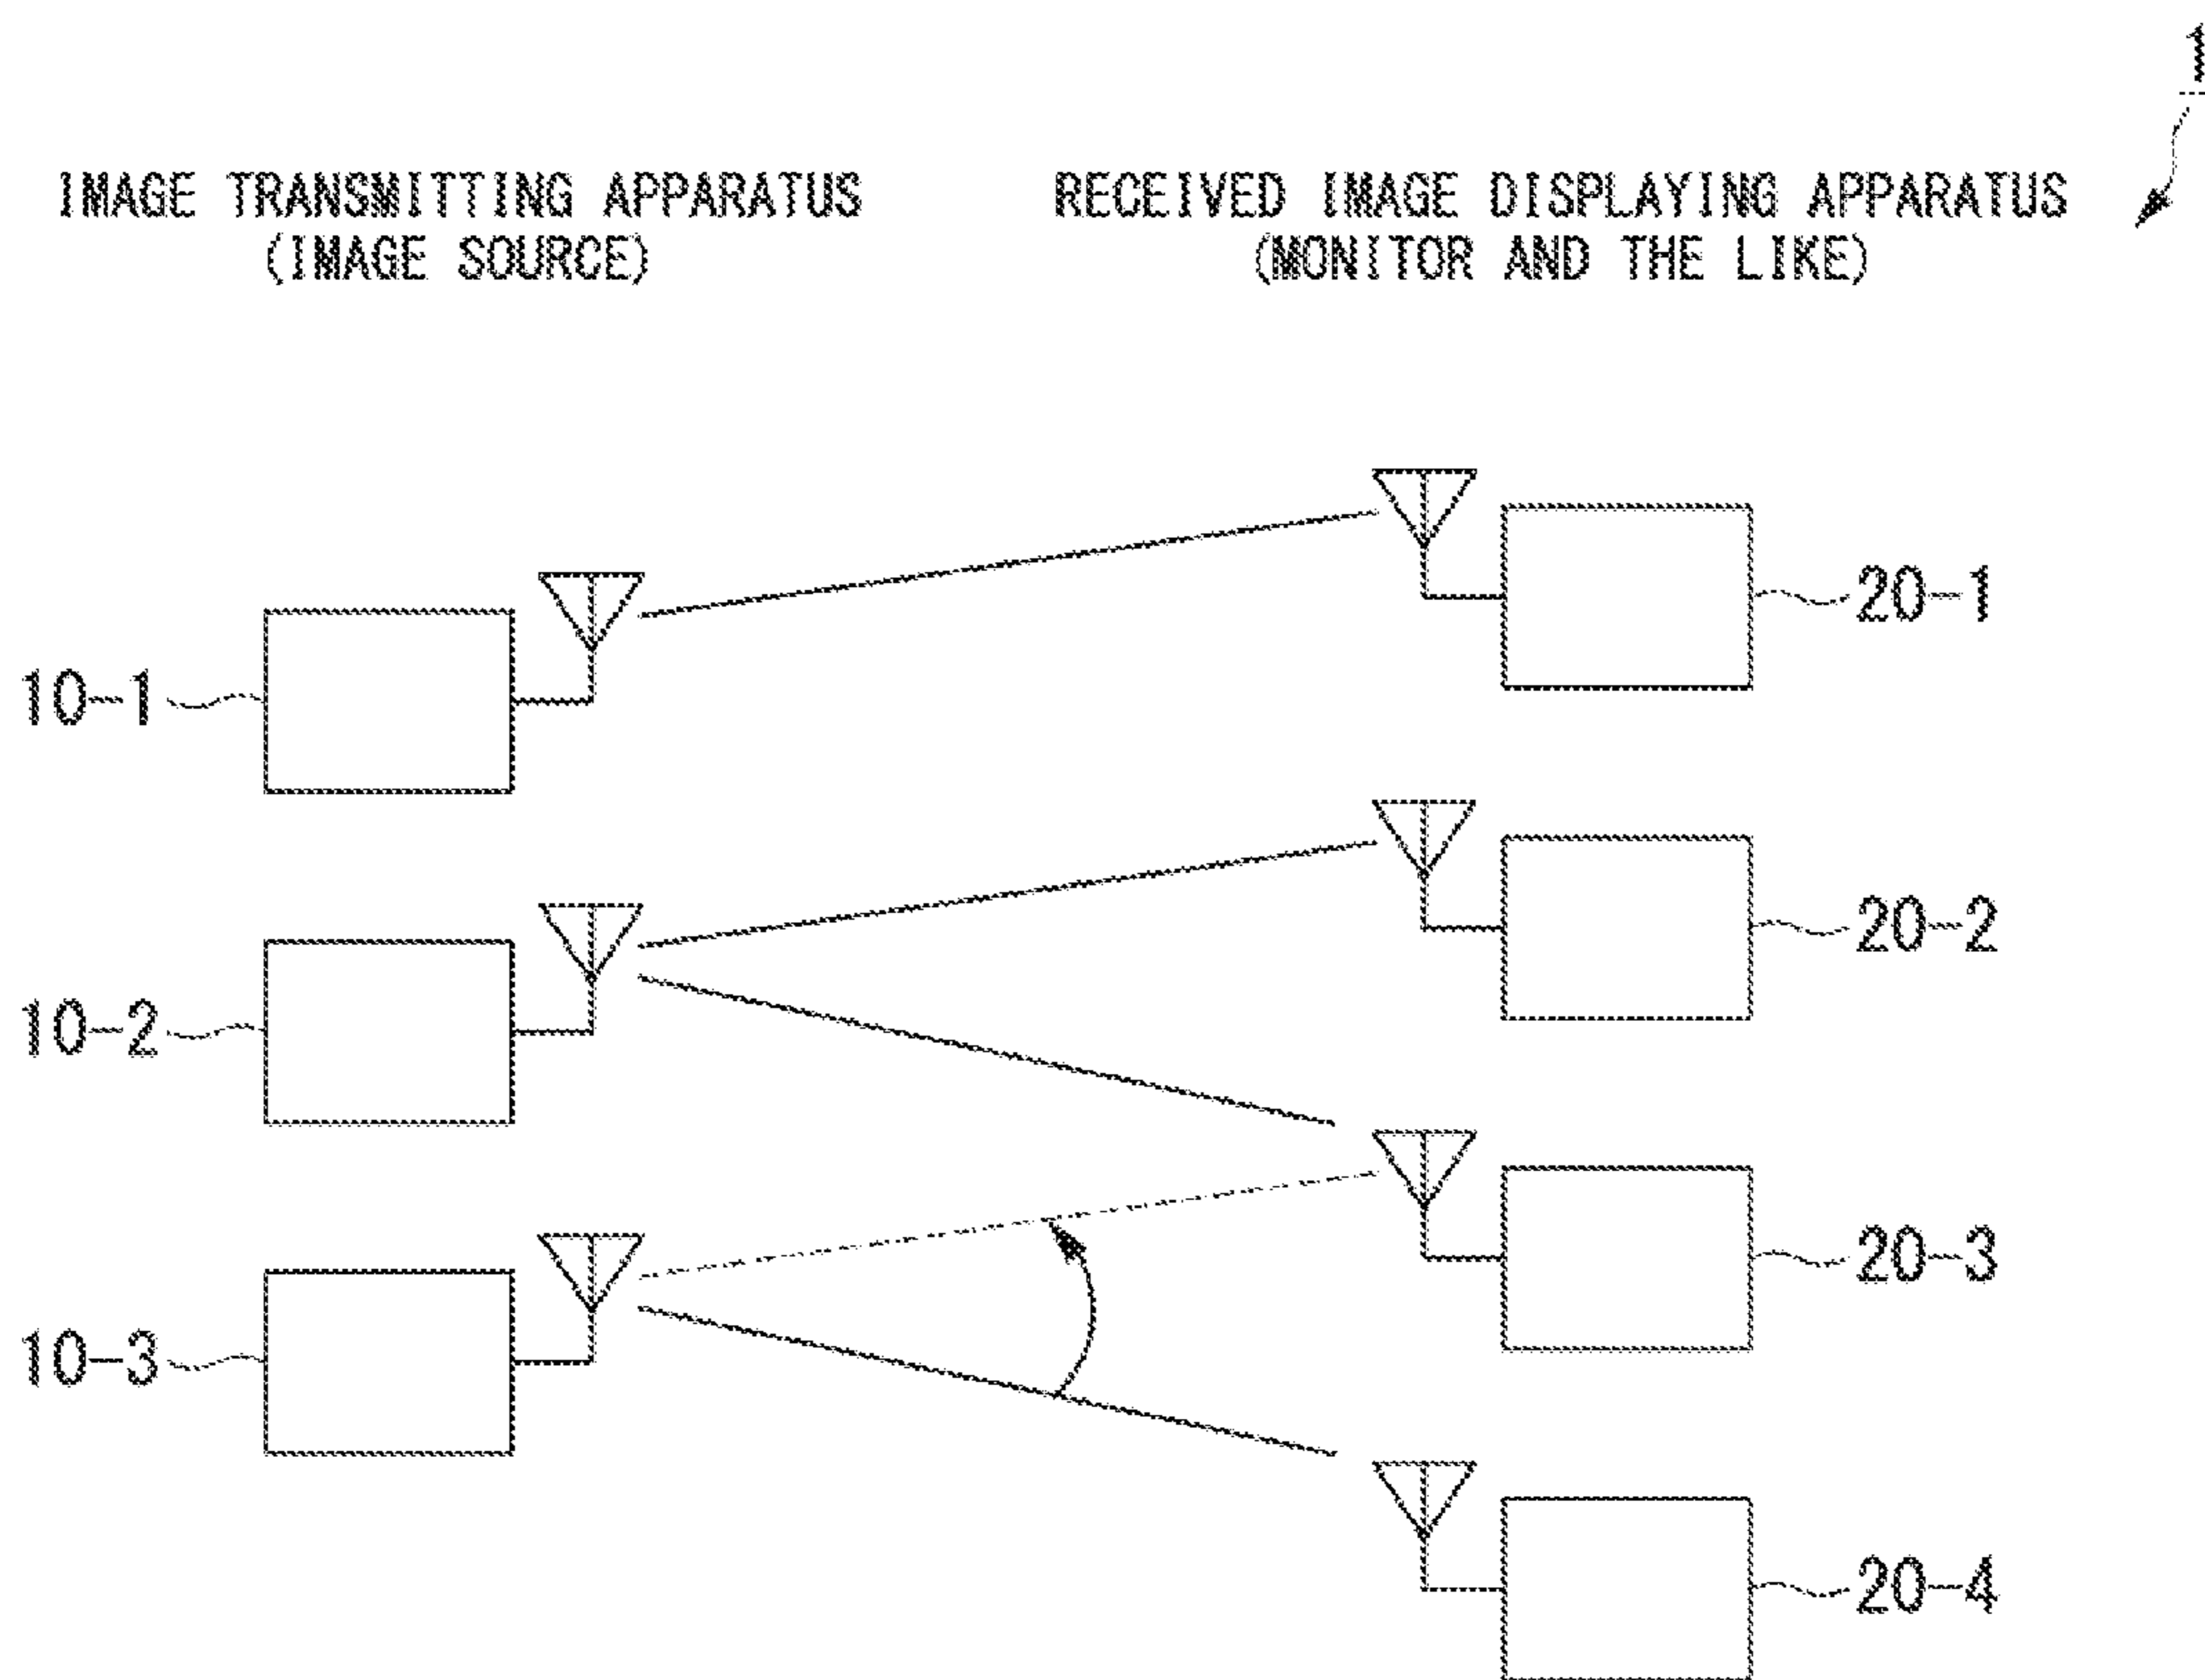 1
IMAGE TRANSMITTING APPARATUS
(IMAGE SOURCE)
RECEIVED IMAGE DISPLAYING APPARATUS
(MONITOR AND THE LIKE)
20-1
10-1
20-2
10-2
20-3
10-3
20-4